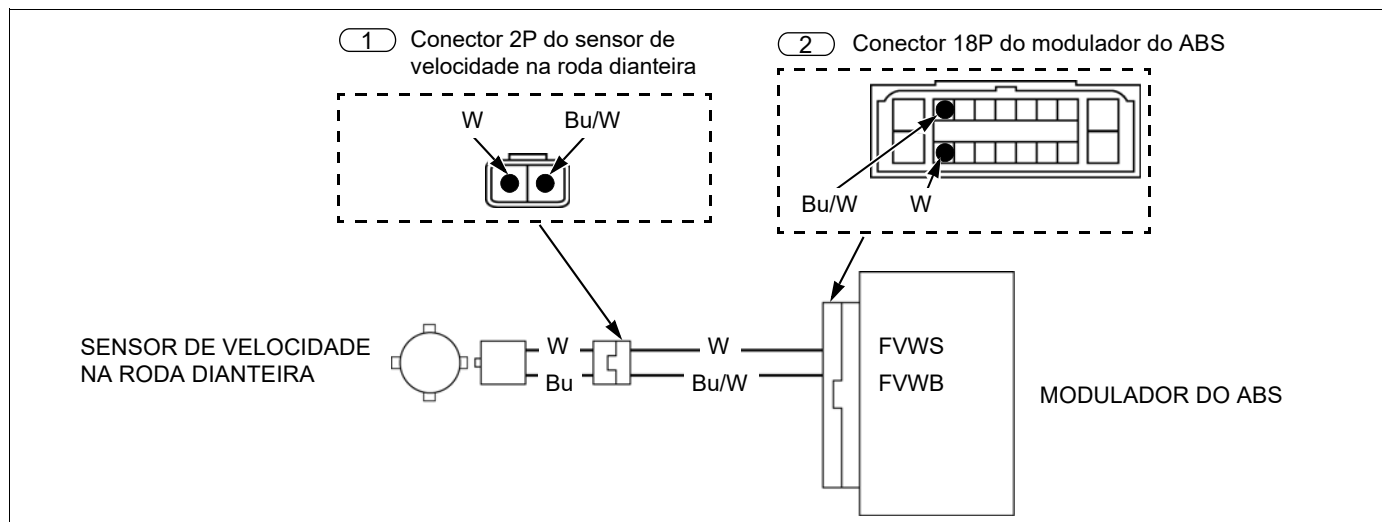 1 Conector 2P do sensor de
velocidade na roda dianteira
2 Conector 18P do modulador do ABS
W Bu/W
Bu/W W
SENSOR DE VELOCIDADE
NA RODA DIANTEIRA
W W FVWS
Bu Bu/W FVWB
MODULADOR DO ABS